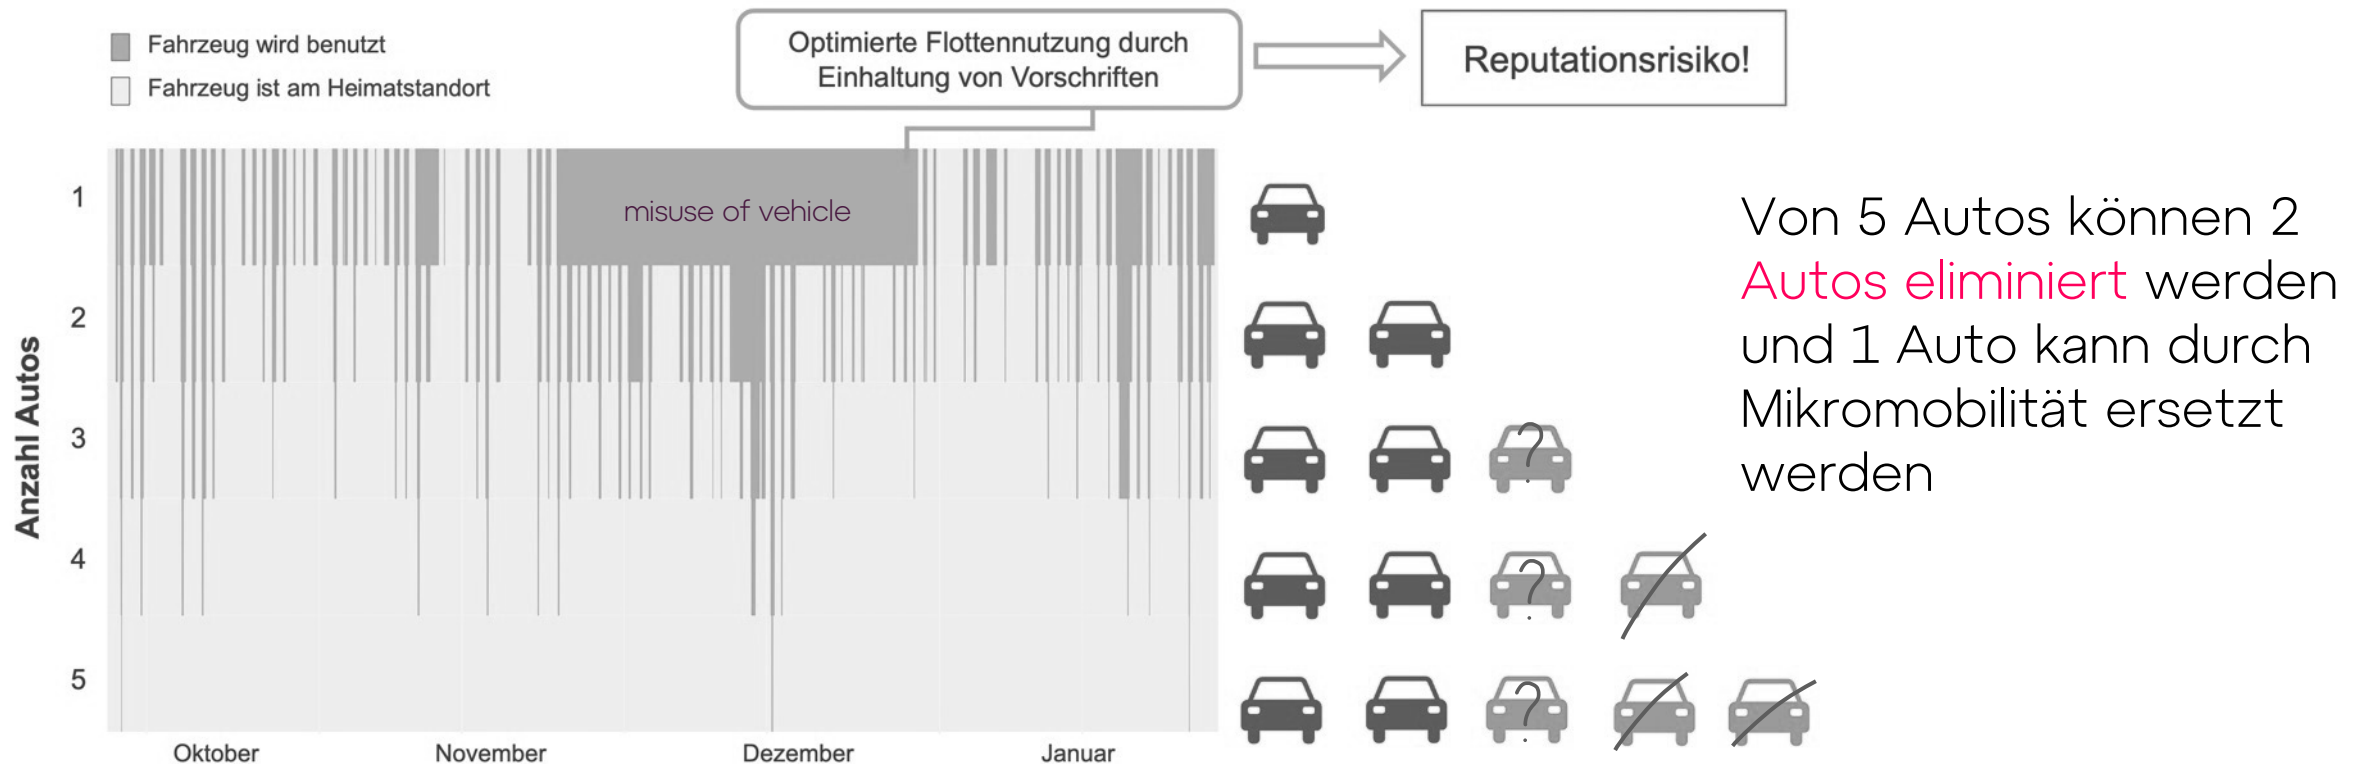 Fahrzeug wird benutzt
Fahrzeug ist am Heimatstandort
Optimierte Flottennutzung durch
Einhaltung von Vorschriften
Reputationsrisiko!
misuse of vehicle
Anzahl Autos
1
2
3
4
5
Oktober
November
Dezember
Januar
?
?
?
Von 5 Autos können 2
Autos eliminiert werden
und 1 Auto kann durch
Mikromobilität ersetzt
werden